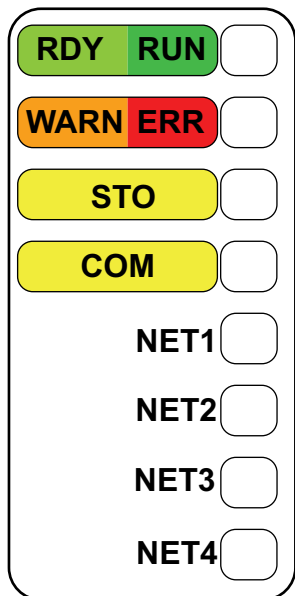 RDY RUN
WARN ERR
STO
COM
NET1
NET2
NET3
NET4